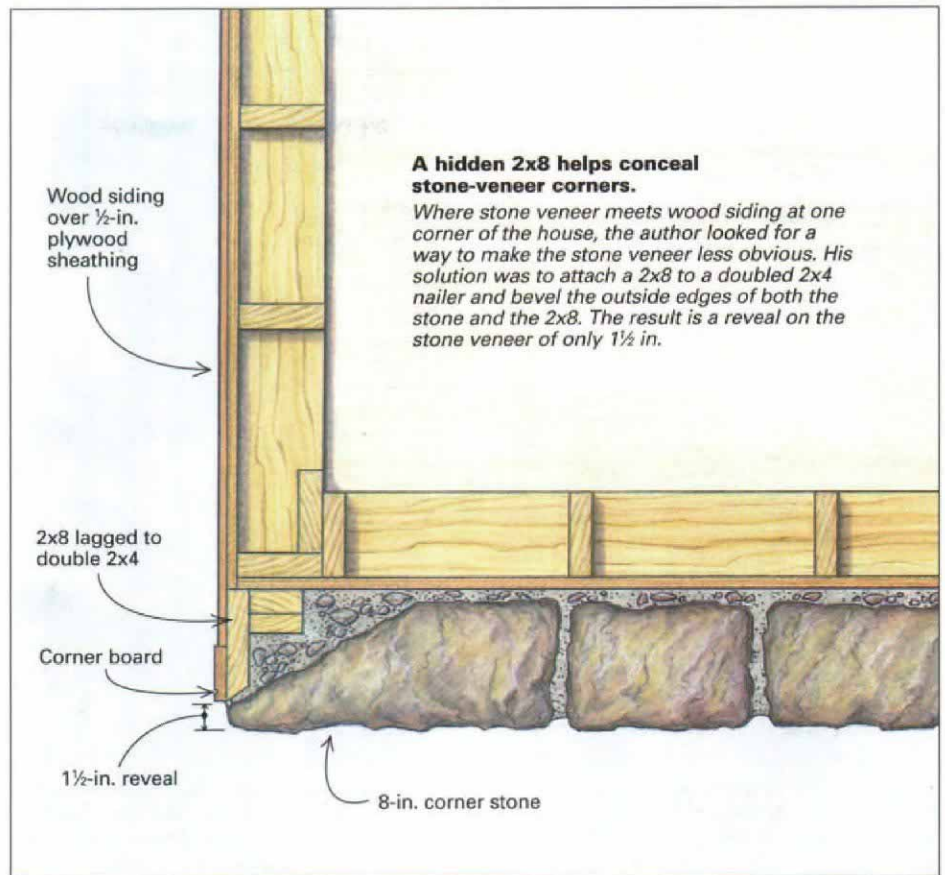 A hidden 2x8 helps conceal
stone-veneer corners.
Where stone veneer meets wood siding at one
corner of the house, the author looked for a
way to make the stone veneer less obvious. His
solution was to attach a 2x8 to a doubled 2x4
nailer and bevel the outside edges of both the
stone and the 2x8. The result is a reveal on the
stone veneer of only 1½ in.
Wood siding
over ½-in.
plywood
sheathing
2x8 lagged to
double 2x4
Corner board
1½-in. reveal
8-in. corner stone